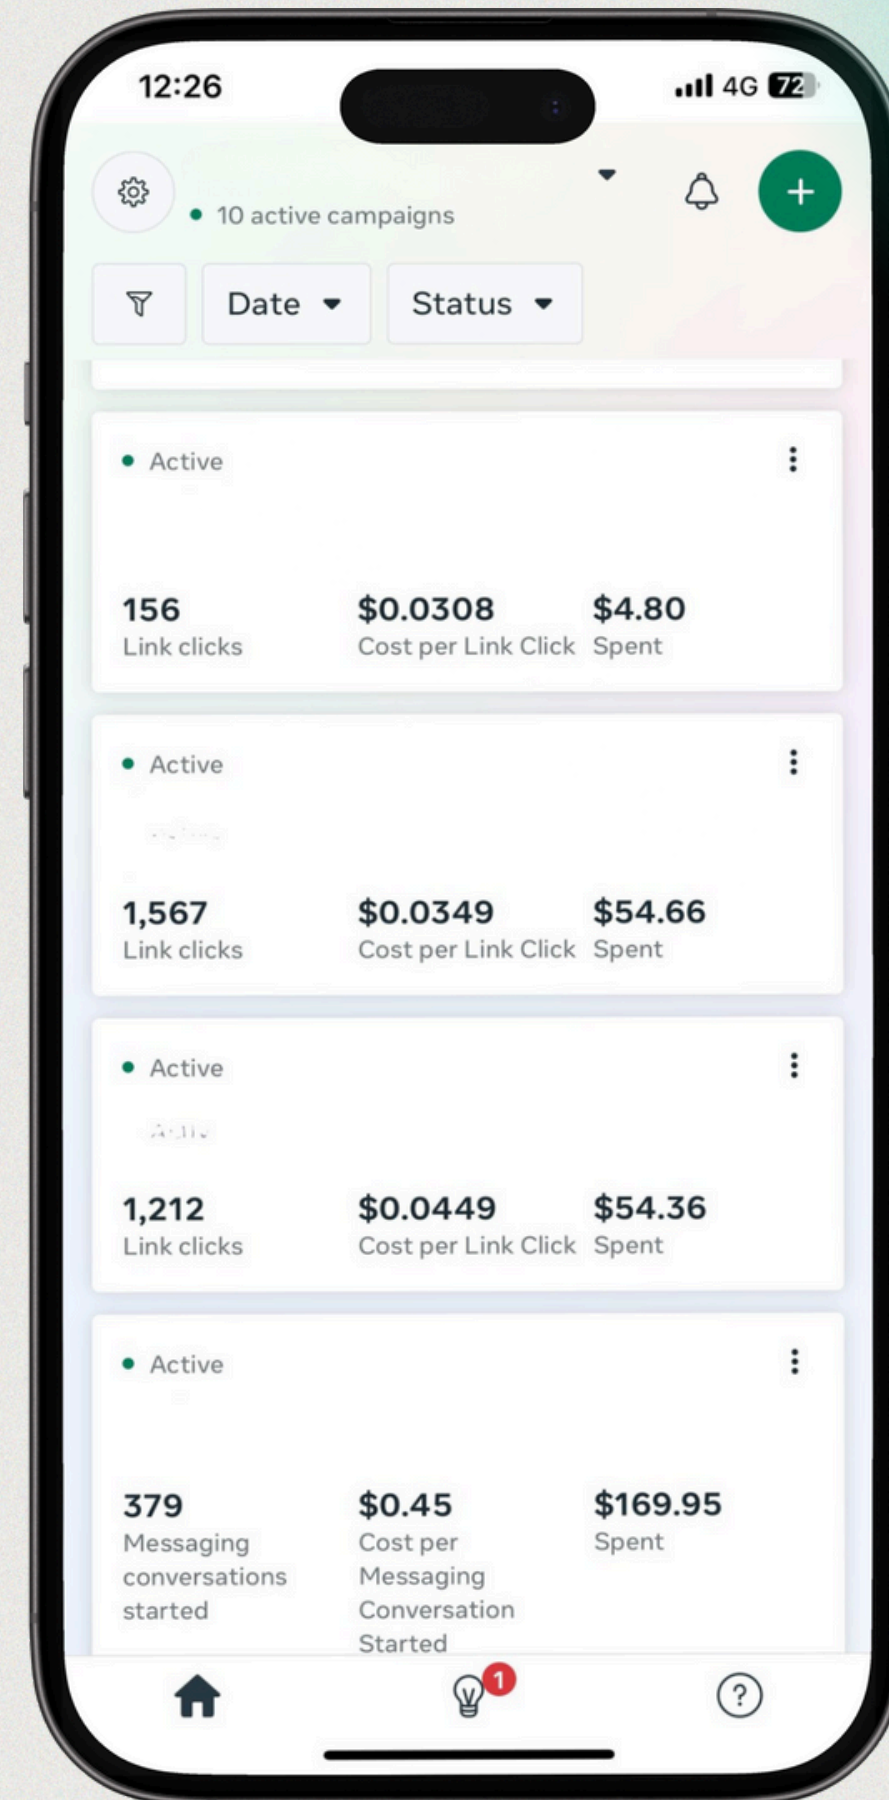 12:26
4G 72
10 active campaigns
Date
Status
Active
156 $0.0308 $4.80
Link clicks Cost per Link Click Spent
Active
1,567 $0.0349 $54.66
Link clicks Cost per Link Click Spent
Active
1,212 $0.0449 $54.36
Link clicks Cost per Link Click Spent
Active
379 $0.45 $169.95
Messaging Cost per Spent
conversations Messaging
started Conversation
Started
1